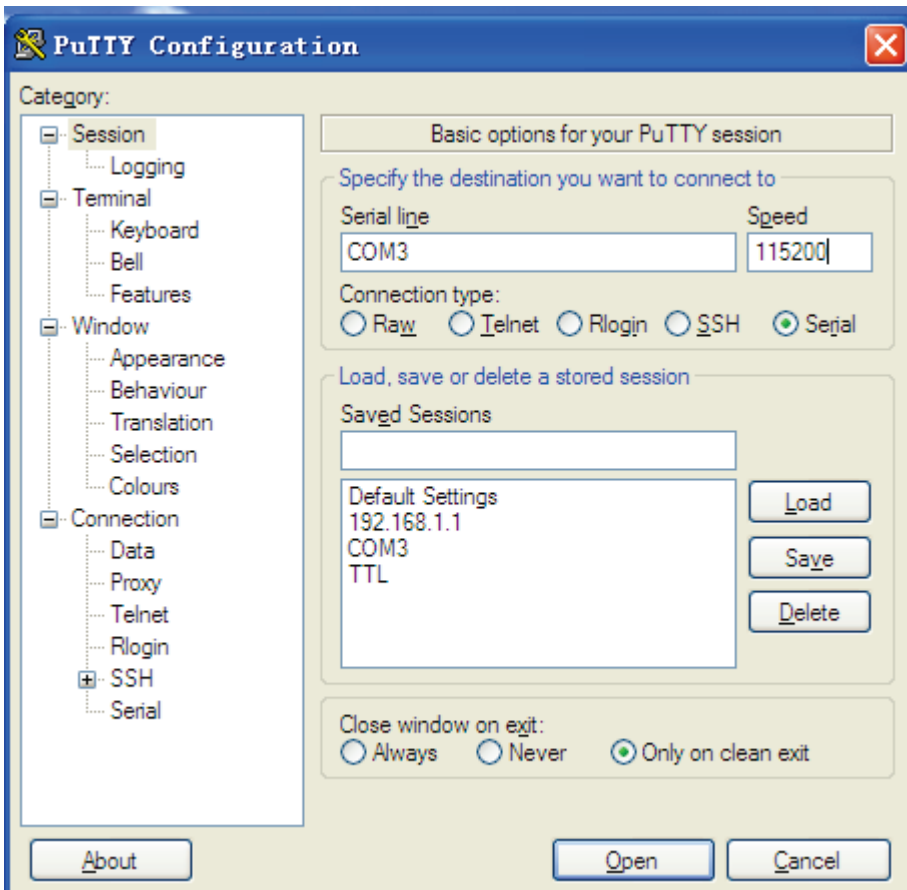 PuTTY Configuration
Category:
Session
Logging
Terminal
Keyboard
Bell
Features
Window
Appearance
Behaviour
Translation
Selection
Colours
Connection
Data
Proxy
Telnet
Rlogin
SSH
Serial
Basic options for your PuTTY session
Specify the destination you want to connect to
Serial line Speed
COM3 115200
Connection type:
Raw Telnet Rlogin SSH Serial
Load, save or delete a stored session
Saved Sessions
Default Settings
192.168.1.1
COM3
TTL
Load
Save
Delete
Close window on exit:
Always Never Only on clean exit
About Open Cancel